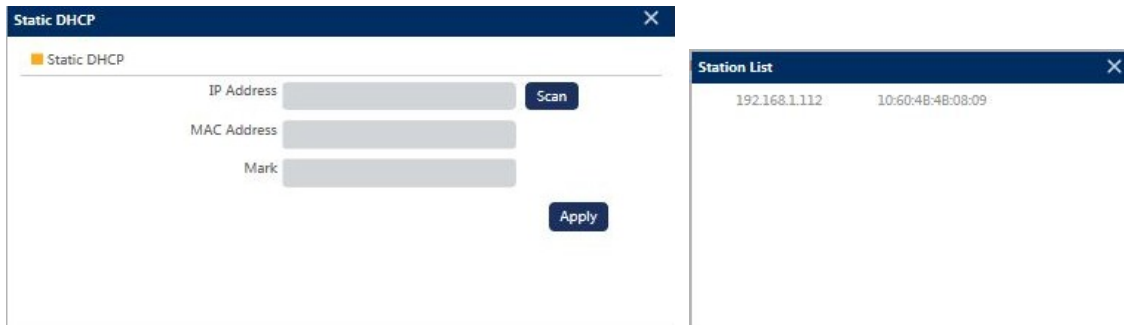 Static DHCP
Static DHCP
IP Address
Scan
MAC Address
Mark
Apply
Station List
192.168.1.112 10:60:4B:4B:08:09